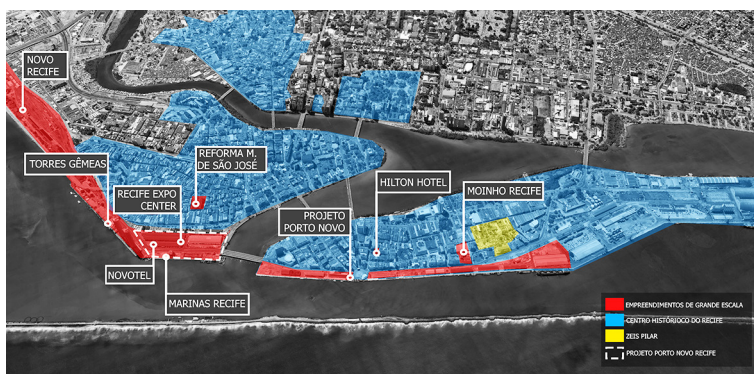 NOVO
RECIFE
TORRES GÊMEAS
RECIFE EXPO
CENTER
REFORMA M.
DE SÃO JOSÉ
NOVOTEL
MARINAS RECIFE
PROJETO
PORTO NOVO
HILTON HOTEL
MOINHO RECIFE
EMPREENDIMENTOS DE GRANDE ESCALA
CENTRO HISTÓRIOCO DO RECIFE
ZEIS PILAR
PROJETO PORTO NOVO RECIFE